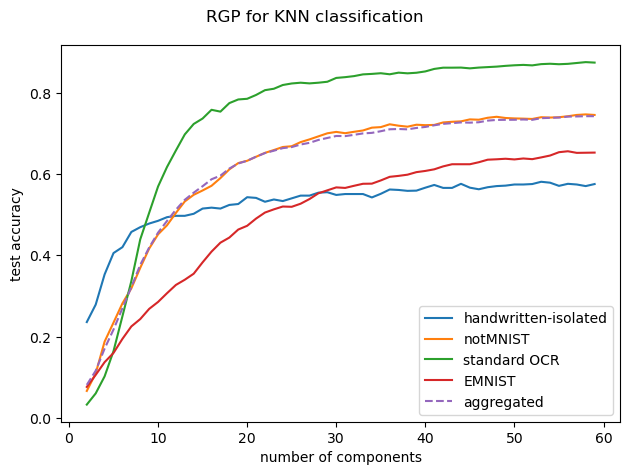 RGP for KNN classification
test accuracy
0.8
0.6
0.4
0.2
0.0
handwritten-isolated
notMNIST
standard OCR
EMNIST
aggregated
0 10 20 30 40 50 60
number of components